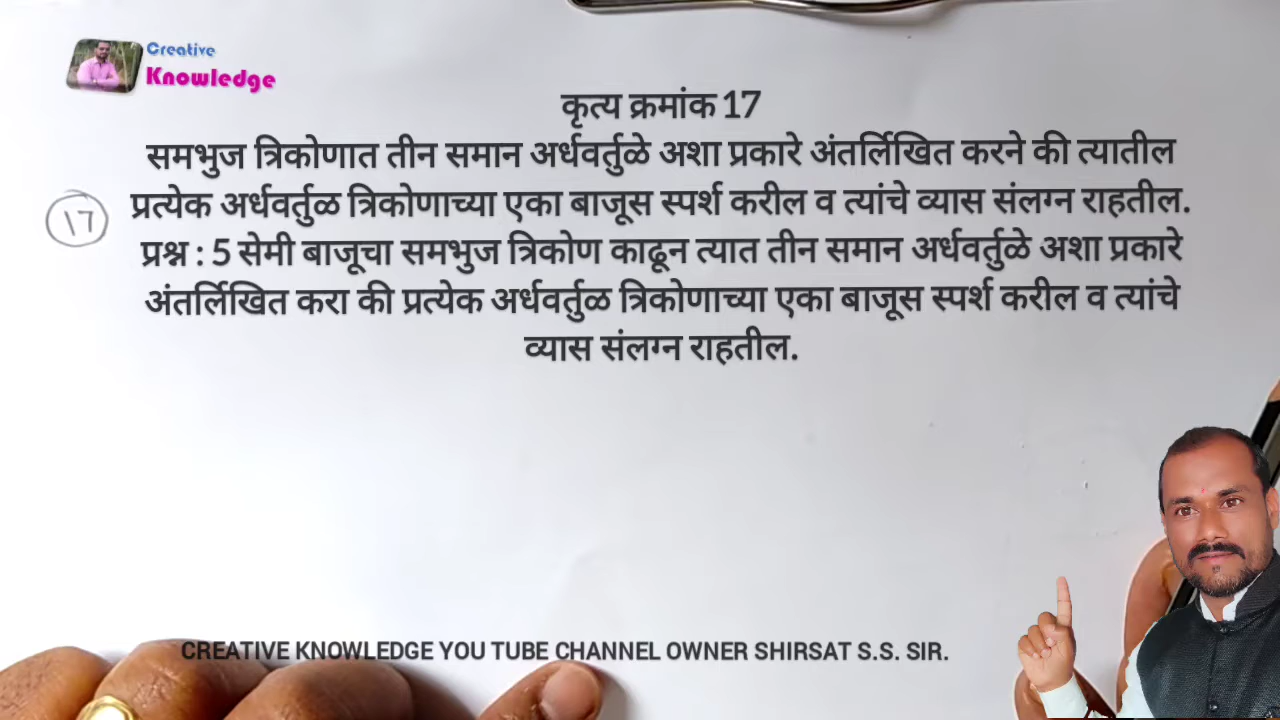 Creative
Knowledge
कृत्य क्रमांक 17
समभुज त्रिकोणात तीन समान अर्धवर्तुळे अशा प्रकारे अंतर्लिखित करने की त्यातील
१७
प्रत्येक अर्धवर्तुळ त्रिकोणाच्या एका बाजूस स्पर्श करील व त्यांचे व्यास संलग्न राहतील.
प्रश्न : 5 सेमी बाजूचा समभुज त्रिकोण काढून त्यात तीन समान अर्धवर्तुळे अशा प्रकारे
अंतर्लिखित करा की प्रत्येक अर्धवर्तुळ त्रिकोणाच्या एका बाजूस स्पर्श करील व त्यांचे
व्यास संलग्न राहतील.
CREATIVE KNOWLEDGE YOU TUBE CHANNEL OWNER SHIRSAT S.S. SIR.